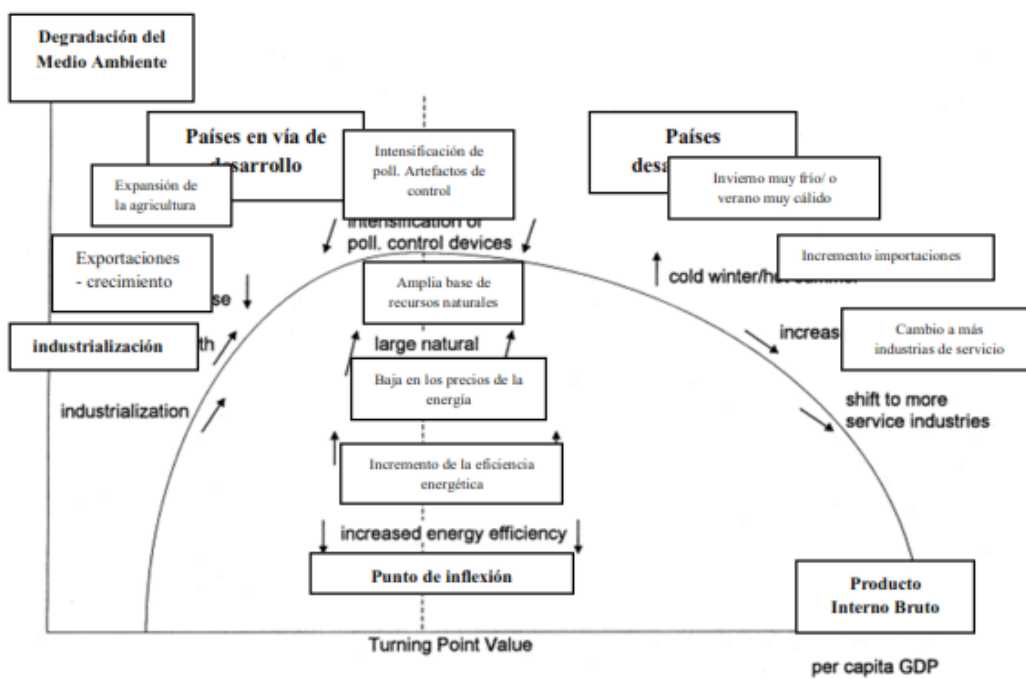 Degradación del
Medio Ambiente
Países en vía de
desarrollo
Intensificación de
poll. Artefactos de
control
Países
Expansión de
la agricultura
Invierno muy frío/ o
verano muy cálido
intensification of
poll. control devices
Exportaciones
- crecimiento
Incremento importaciones
cold winter/hot summer
Amplia base de
recursos naturales
industrialización
large natural
Cambio a más
industrias de servicio
Baja en los precios de la
energía
industrialization
shift to more
service industries
Incremento de la eficiencia
energética
increased energy efficiency
Punto de inflexión
Producto
Interno Bruto
Turning Point Value
per capita GDP